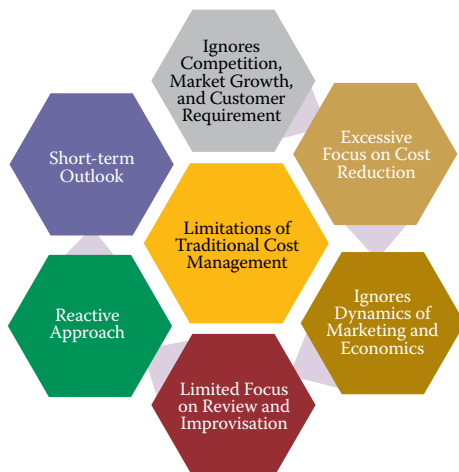 Ignores
Competition,
Market Growth,
and Customer
Requirement
Excessive
Focus on Cost
Reduction
Ignores
Dynamics of
Marketing and
Economics
Limited Focus
on Review and
Improvisation
Reactive
Approach
Short-term
Outlook
Limitations of
Traditional Cost
Management